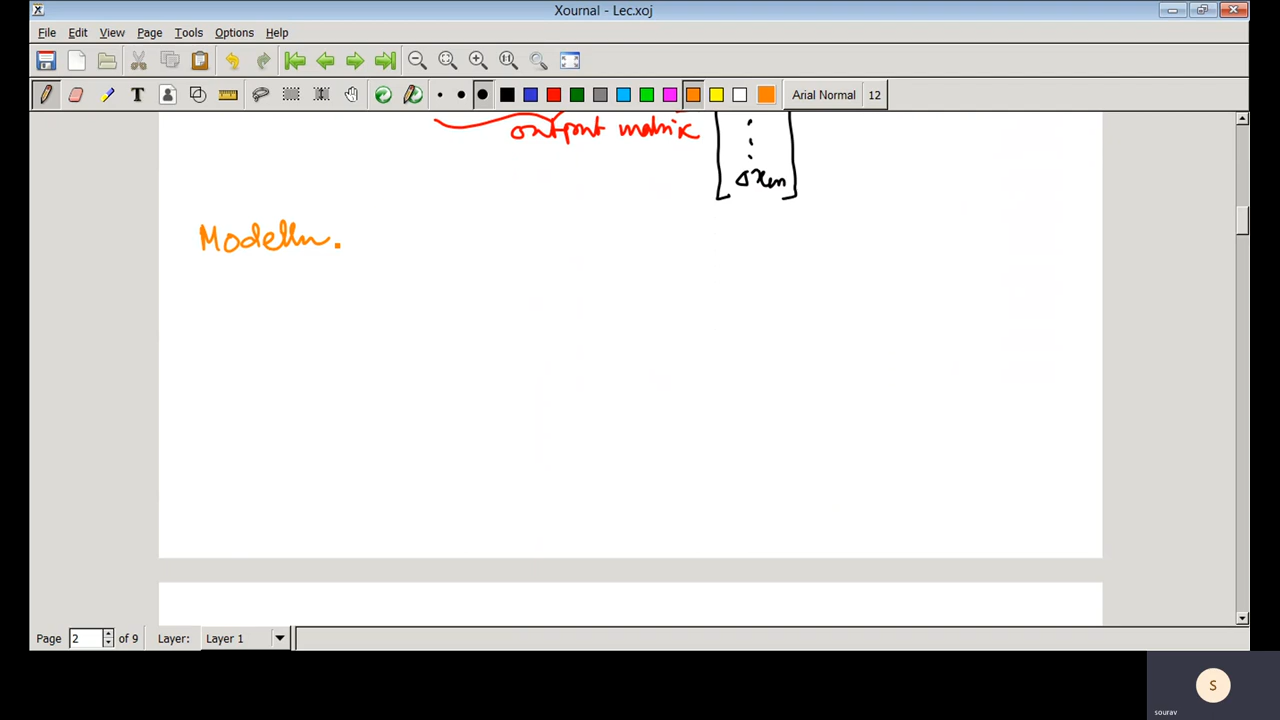 Xournal - Lec.xoj
File Edit View Page Tools Options Help
Arial Normal 12
output matrix
Δxm
Modellin.
Page 2 of 9 Layer: Layer 1
S
sourav